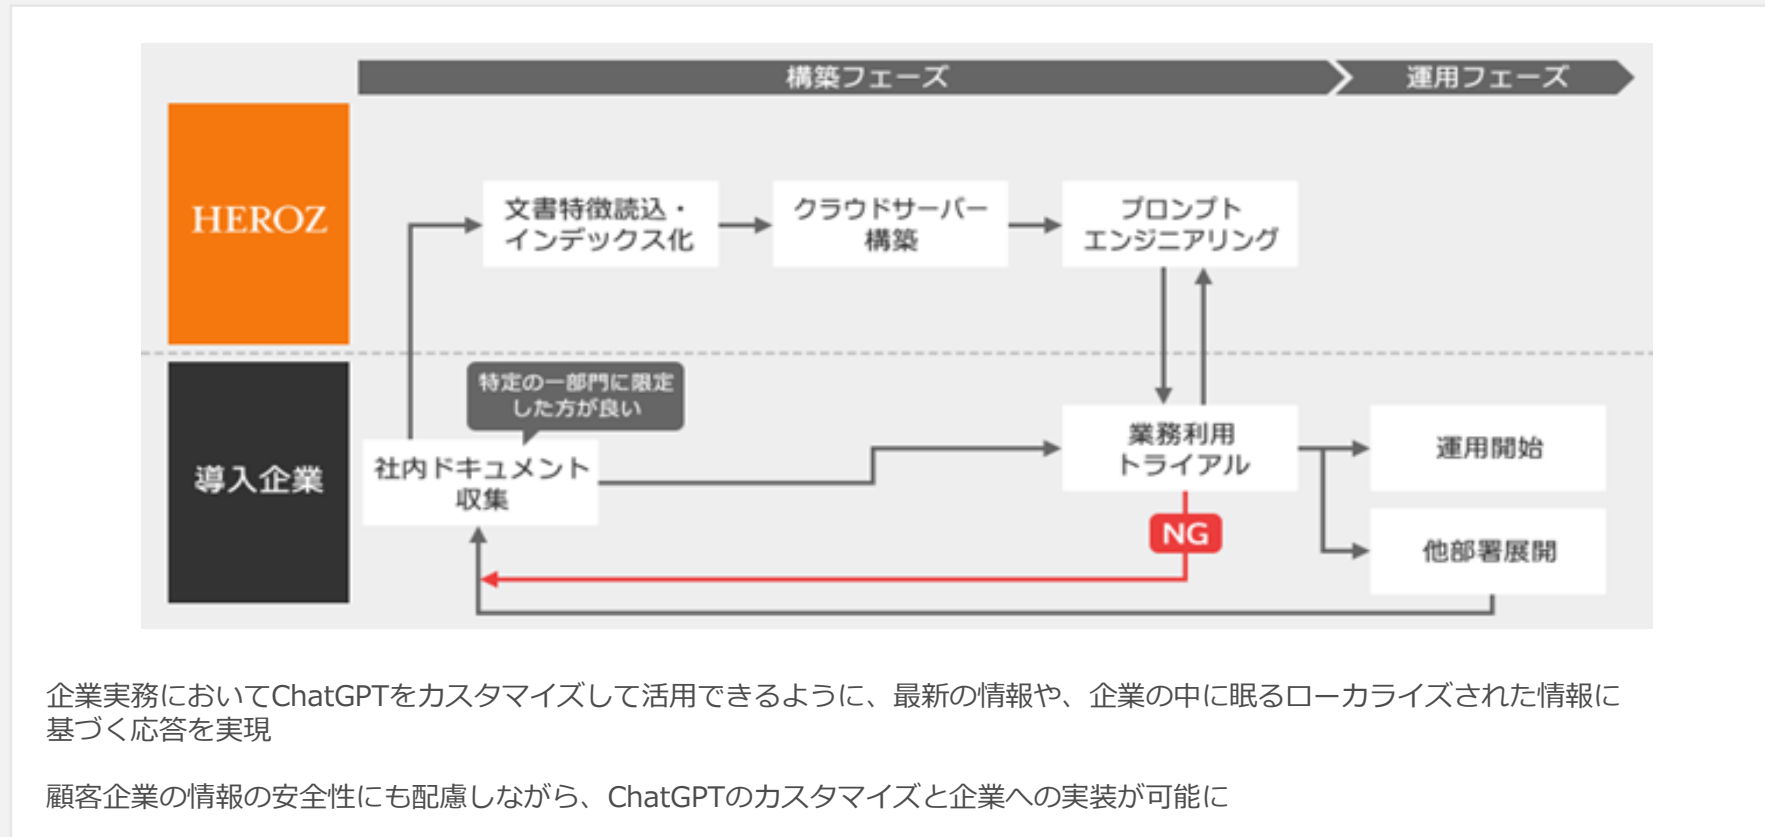 構築フェーズ
運用フェーズ
HEROZ
文書特徴読込・
インデックス化
クラウドサーバー
構築
プロンプト
エンジニアリング
導入企業
特定の一部門に限定
した方が良い
社内ドキュメント
収集
業務利用
トライアル
NG
運用開始
他部署展開
企業実務においてChatGPTをカスタマイズして活用できるように、最新の情報や、企業の中に眠るローカライズされた情報に
基づく応答を実現
顧客企業の情報の安全性にも配慮しながら、ChatGPTのカスタマイズと企業への実装が可能に